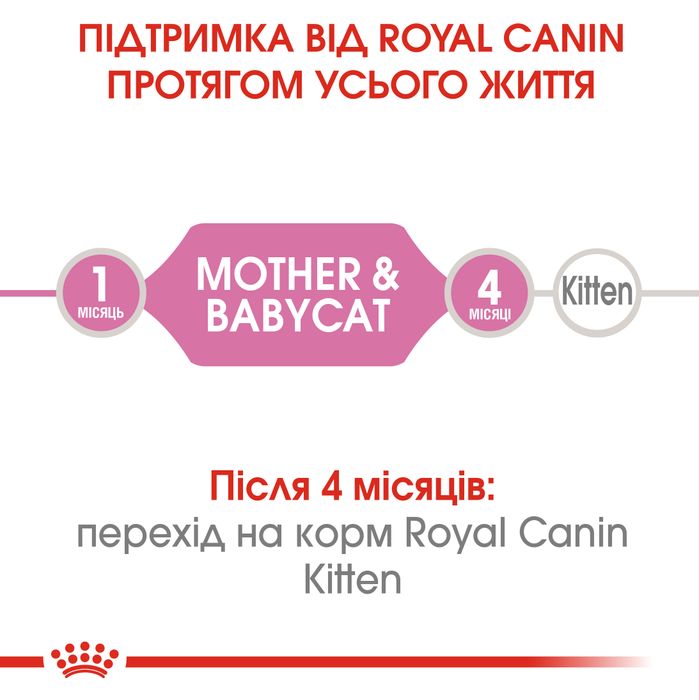 ПІДТРИМКА ВІД ROYAL CANIN
ПРОТЯГОМ УСЬОГО ЖИТТЯ
1
МІСЯЦЬ
MOTHER &
BABYCAT
4
МІСЯЦІ
Kitten
Після 4 місяців:
перехід на корм Royal Canin
Kitten